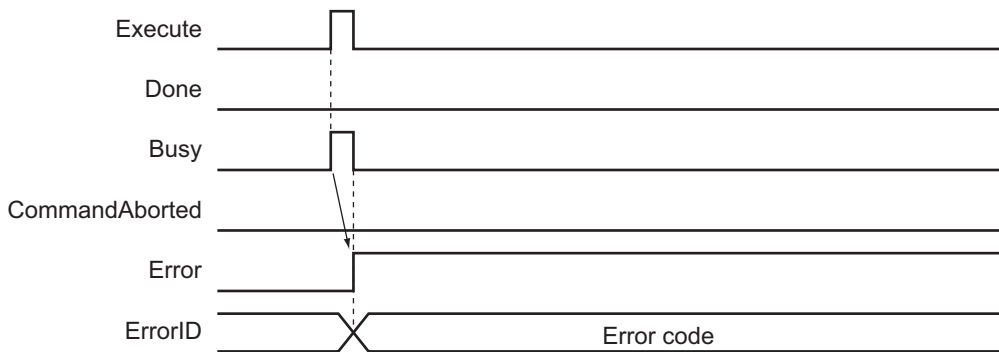 Execute
Done
Busy
CommandAborted
Error
ErrorID
Error code